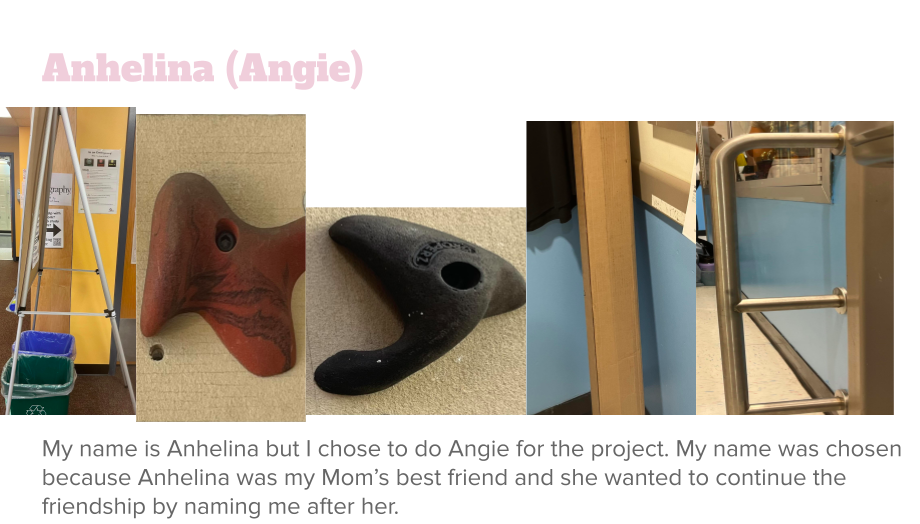 Anhelina (Angie)
ography
My name is Anhelina but I chose to do Angie for the project. My name was chosen
because Anhelina was my Mom’s best friend and she wanted to continue the
friendship by naming me after her.